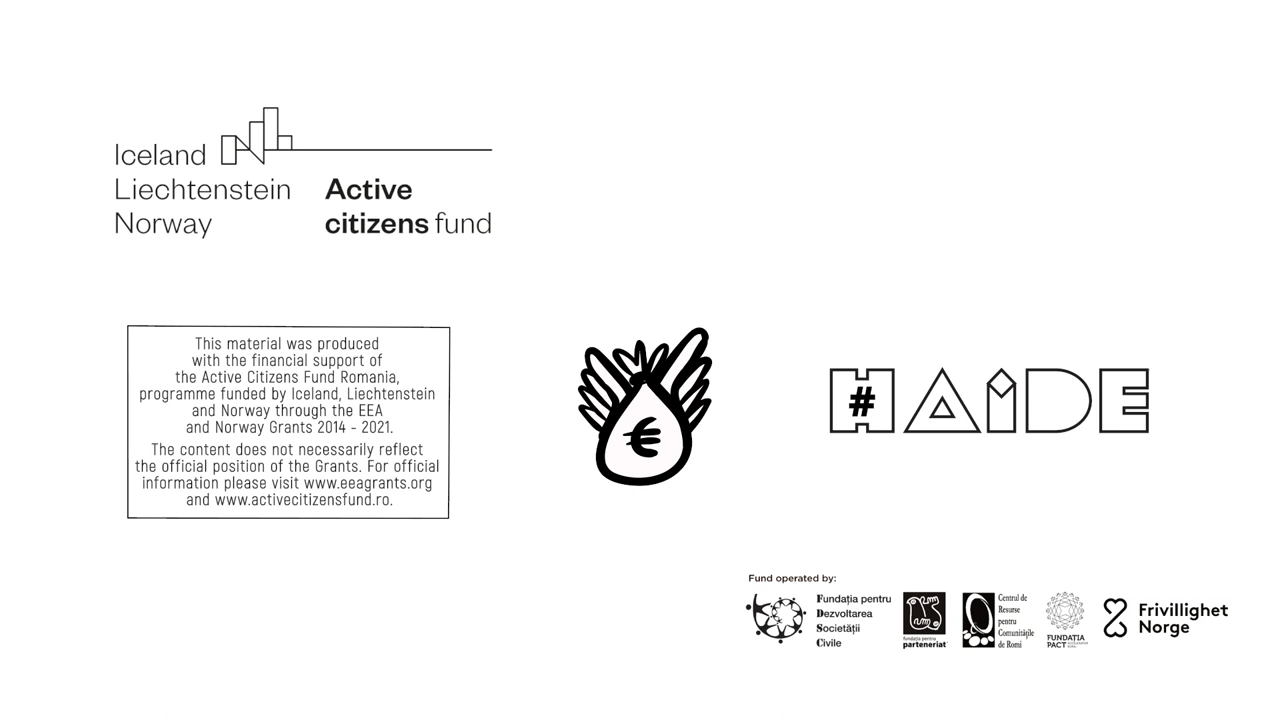 Iceland
Liechtenstein
Norway
Active
citizens fund
This material was produced
with the financial support of
the Active Citizens Fund Romania,
programme funded by Iceland, Liechtenstein
and Norway through the EEA
and Norway Grants 2014 - 2021.
The content does not necessarily reflect
the official position of the Grants. For official
information please visit www.eeagrants.org
and www.activecitizensfund.ro.
€
#HAiDE
Fund operated by:
Fundația pentru
Dezvoltarea
Societății
Civile
fundația pentru
parteneriat
Centrul de
Resurse
pentru
Comunitățile
de Romi
FUNDAȚIA
PACT
Frivillighet
Norge